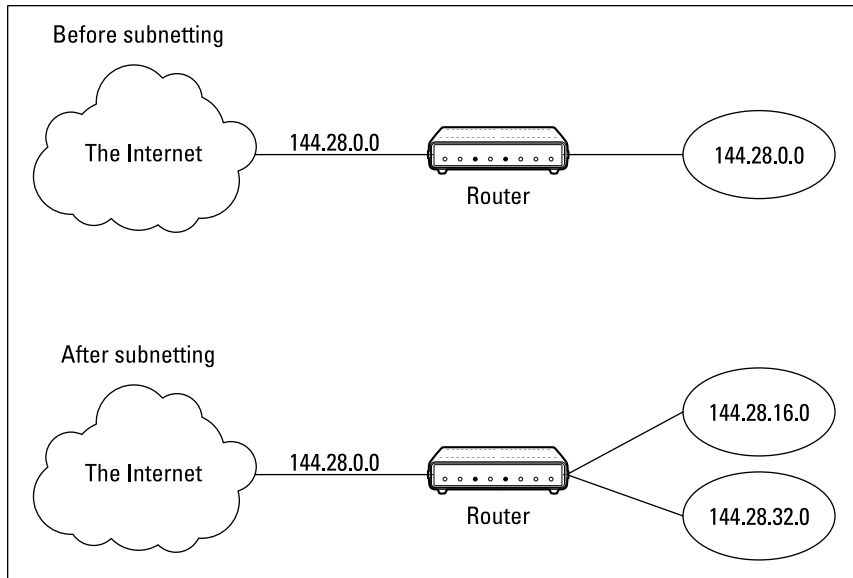 Before subnetting
The Internet
144.28.0.0
Router
144.28.0.0
After subnetting
The Internet
144.28.0.0
Router
144.28.16.0
144.28.32.0